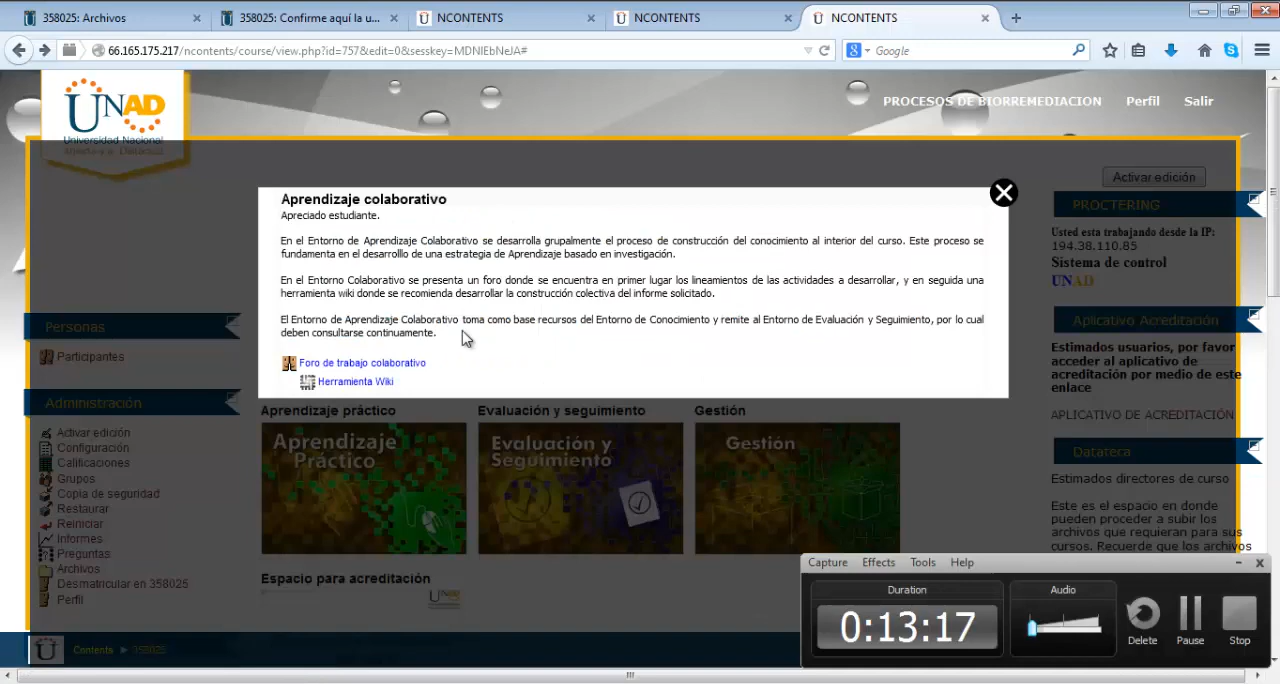 358025: Archivos
358025: Confirme aquí la u...
NCONTENTS
NCONTENTS
NCONTENTS
66.165.175.217/ncontents/course/view.php?id=757&edit=0&sesskey=MDNIEbNeJA#
Google
UNAD
Universidad Nacional
PROCESOS DE BIORREMEDIACION
Perfil
Salir
Activar edición
Aprendizaje colaborativo
Apreciado estudiante.
En el Entorno de Aprendizaje Colaborativo se desarolla grupalmente el proceso de construcción del conocimiento al interior del curso. Este proceso se
fundamenta en el desarrolllo de una estrategia de Aprendizaje basado en investigación.
En el Entorno Colaborativo se presenta un foro donde se encuentra en primer lugar los lineamientos de las actividades a desarrollar, y en seguida una
herramienta wiki donde se recomienda desarrollar la construcción colectiva del informe solicitado.
El Entorno de Aprendizaje Colaborativo toma como base recursos del Entorno de Conocimiento y remite al Entorno de Evaluación y Seguimiento, por lo cual
deben consultarse continuamente.
Foro de trabajo colaborativo
Herramienta Wiki
Personas
Participantes
Administración
Activar edición
Configuración
Calificaciones
Grupos
Copia de seguridad
Restaurar
Reiniciar
Informes
Preguntas
Archivos
Desmatricular en 358025
Perfil
Aprendizaje práctico
Evaluación y seguimiento
Gestión
Aprendizaje
Práctico
Evaluación y
Seguimiento
Gestión
Espacio para acreditación
UNAD
PROCTERING
Usted esta trabajando desde la IP:
194.38.110.85
Sistema de control
UNAD
Aplicativo Acreditación
Estimados usuarios, por favor
acceder al aplicativo de
acreditación por medio de este
enlace
APLICATIVO DE ACREDITACIÓN
Datatera
Estimados directores de curso
Este es el espacio en donde
pueden proceder a subir los
archivos que requieran para sus
cursos. Recuerde que los archivos
Contents ► 358025
Capture
Effects
Tools
Help
Duration
0:13:17
Audio
Delete
Pause
Stop